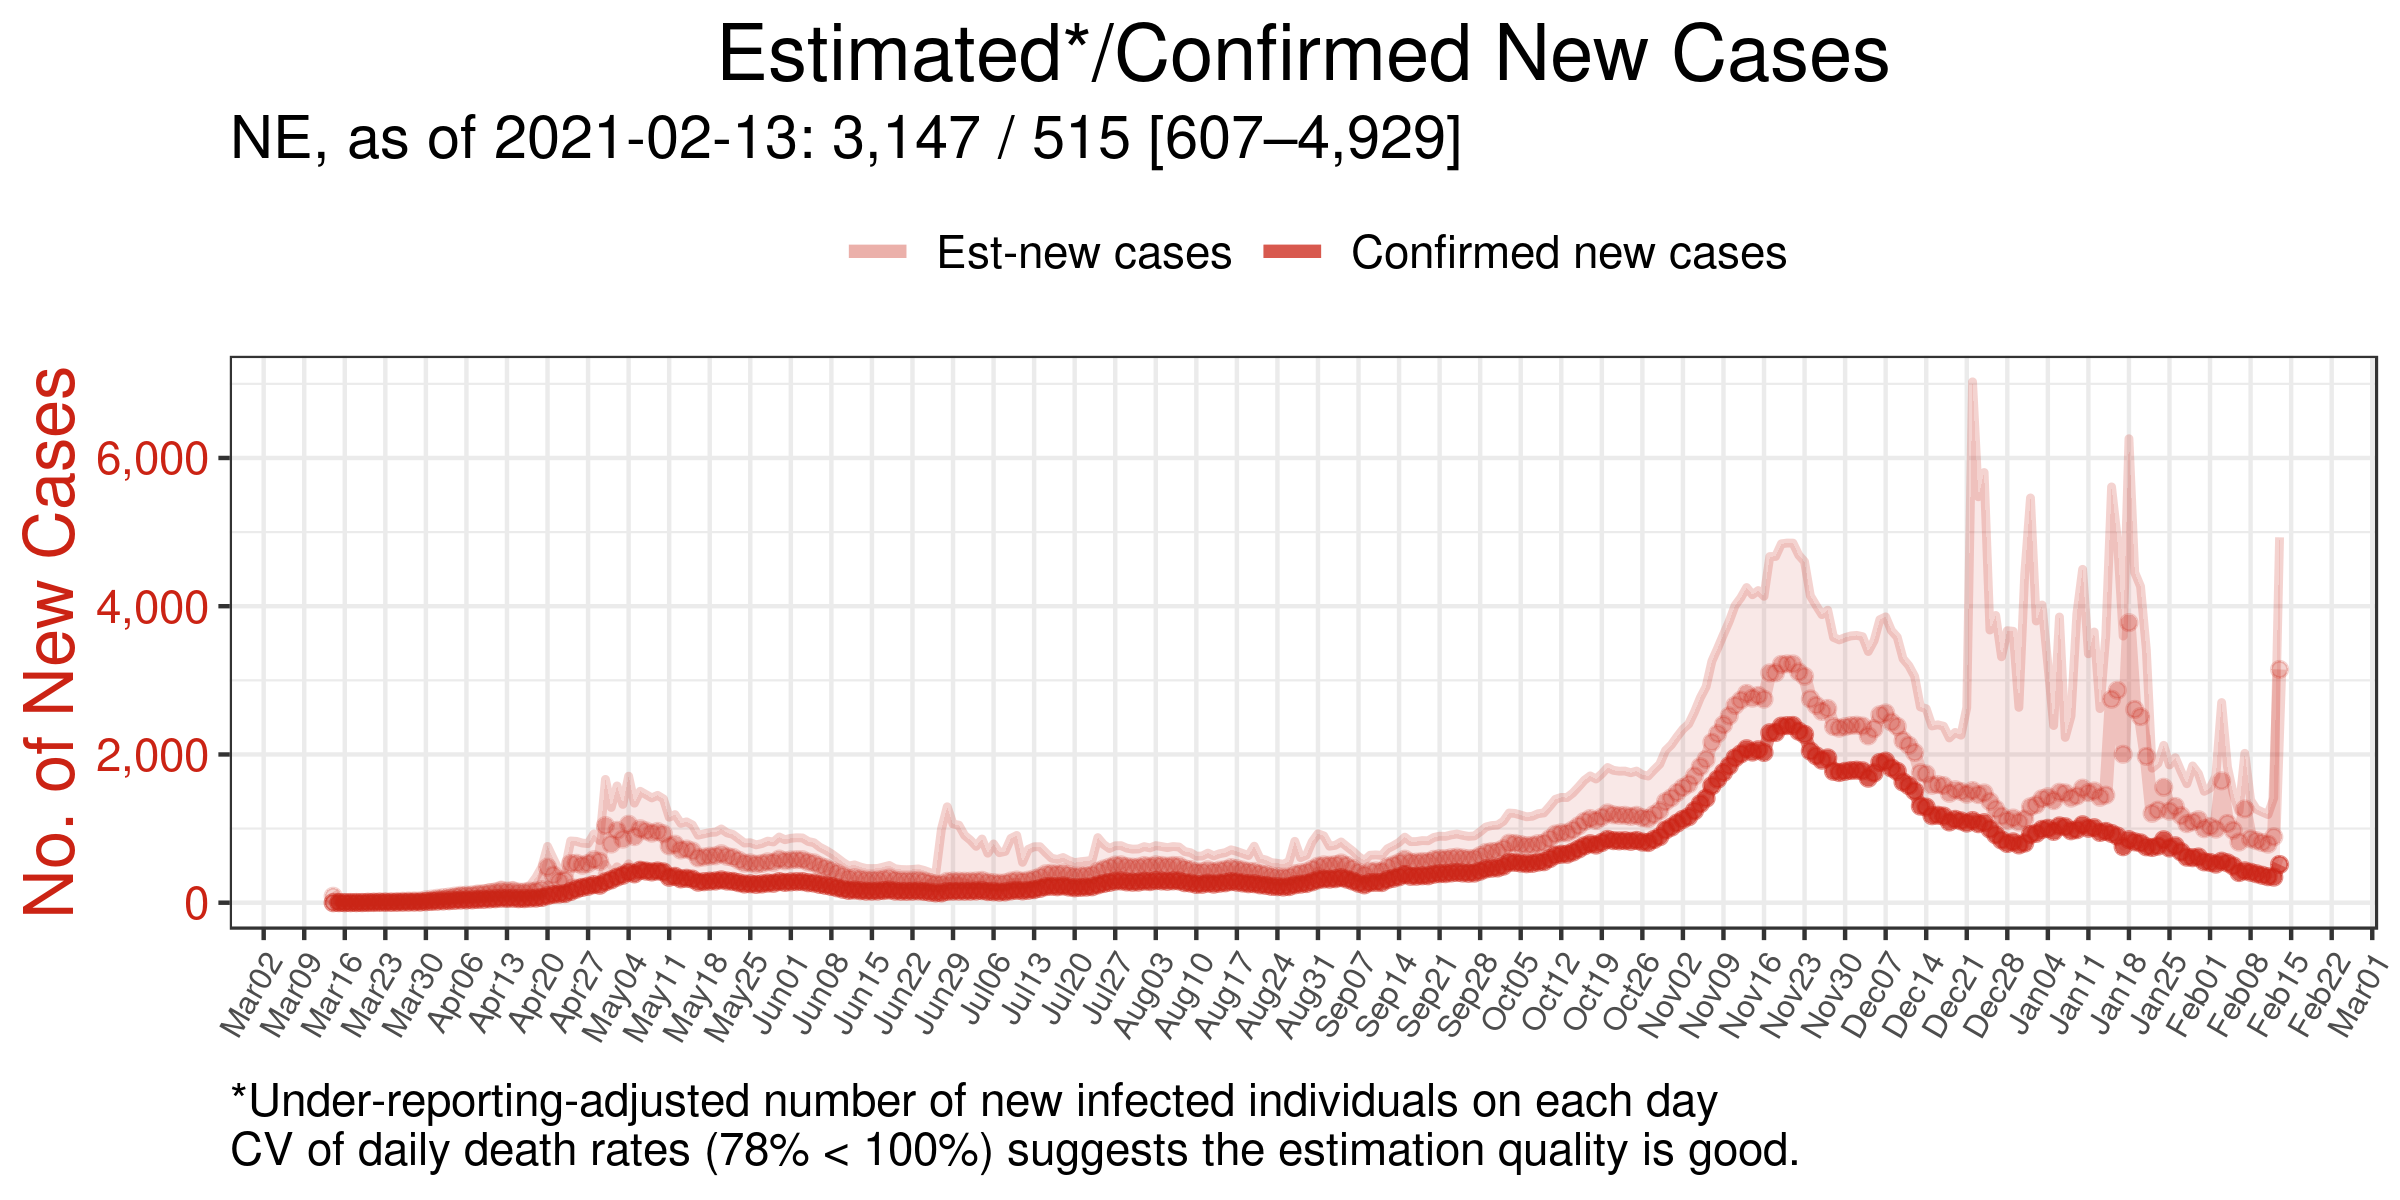 Estimated*/Confirmed New Cases
NE, as of 2021-02-13: 3,147 / 515 [607–4,929]
Est-new cases Confirmed new cases
No. of New Cases
6,000
4,000
2,000
0
Mar02 Mar09 Mar16 Mar23 Mar30 Apr06 Apr13 Apr20 Apr27 May04 May11 May18 May25 Jun01 Jun08 Jun15 Jun22 Jun29 Jul06 Jul13 Jul20 Jul27 Aug03 Aug10 Aug17 Aug24 Aug31 Sep07 Sep14 Sep21 Sep28 Oct05 Oct12 Oct19 Oct26 Nov02 Nov09 Nov16 Nov23 Nov30 Dec07 Dec14 Dec21 Dec28 Jan04 Jan11 Jan18 Jan25 Feb01 Feb08 Feb15 Feb22 Mar01
*Under-reporting-adjusted number of new infected individuals on each day
CV of daily death rates (78% < 100%) suggests the estimation quality is good.